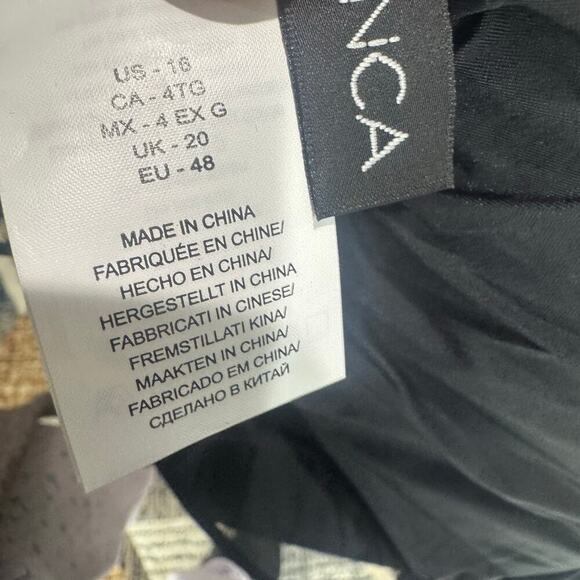 NCA
US - 16
CA - 4TG
MX - 4 EX G
UK - 20
EU - 48
MADE IN CHINA
FABRIQUÉE EN CHINE/
HECHO EN CHINA/
HERGESTELLT IN CHINA
FABBRICATI IN CINESE/
FREMSTILLATI KINA/
MAAKTEN IN CHINA/
FABRICADO EM CHINA/
СДЕЛАНО В КИТАЙ